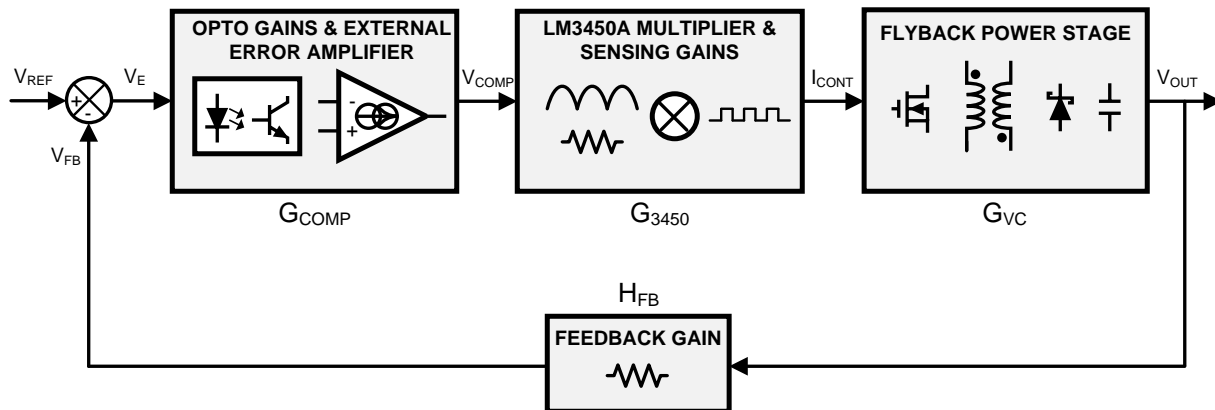 OPTO GAINS & EXTERNAL
ERROR AMPLIFIER
LM3450A MULTIPLIER &
SENSING GAINS
FLYBACK POWER STAGE
VREF
+
-
VE
-
+
VCOMP
ICONT
VOUT
VFB
GCOMP
G3450
GVC
HFB
FEEDBACK GAIN